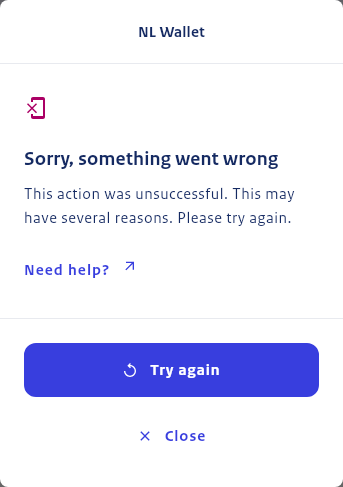 NL Wallet
Sorry, something went wrong
This action was unsuccessful. This may
have several reasons. Please try again.
Need help?
Try again
Close